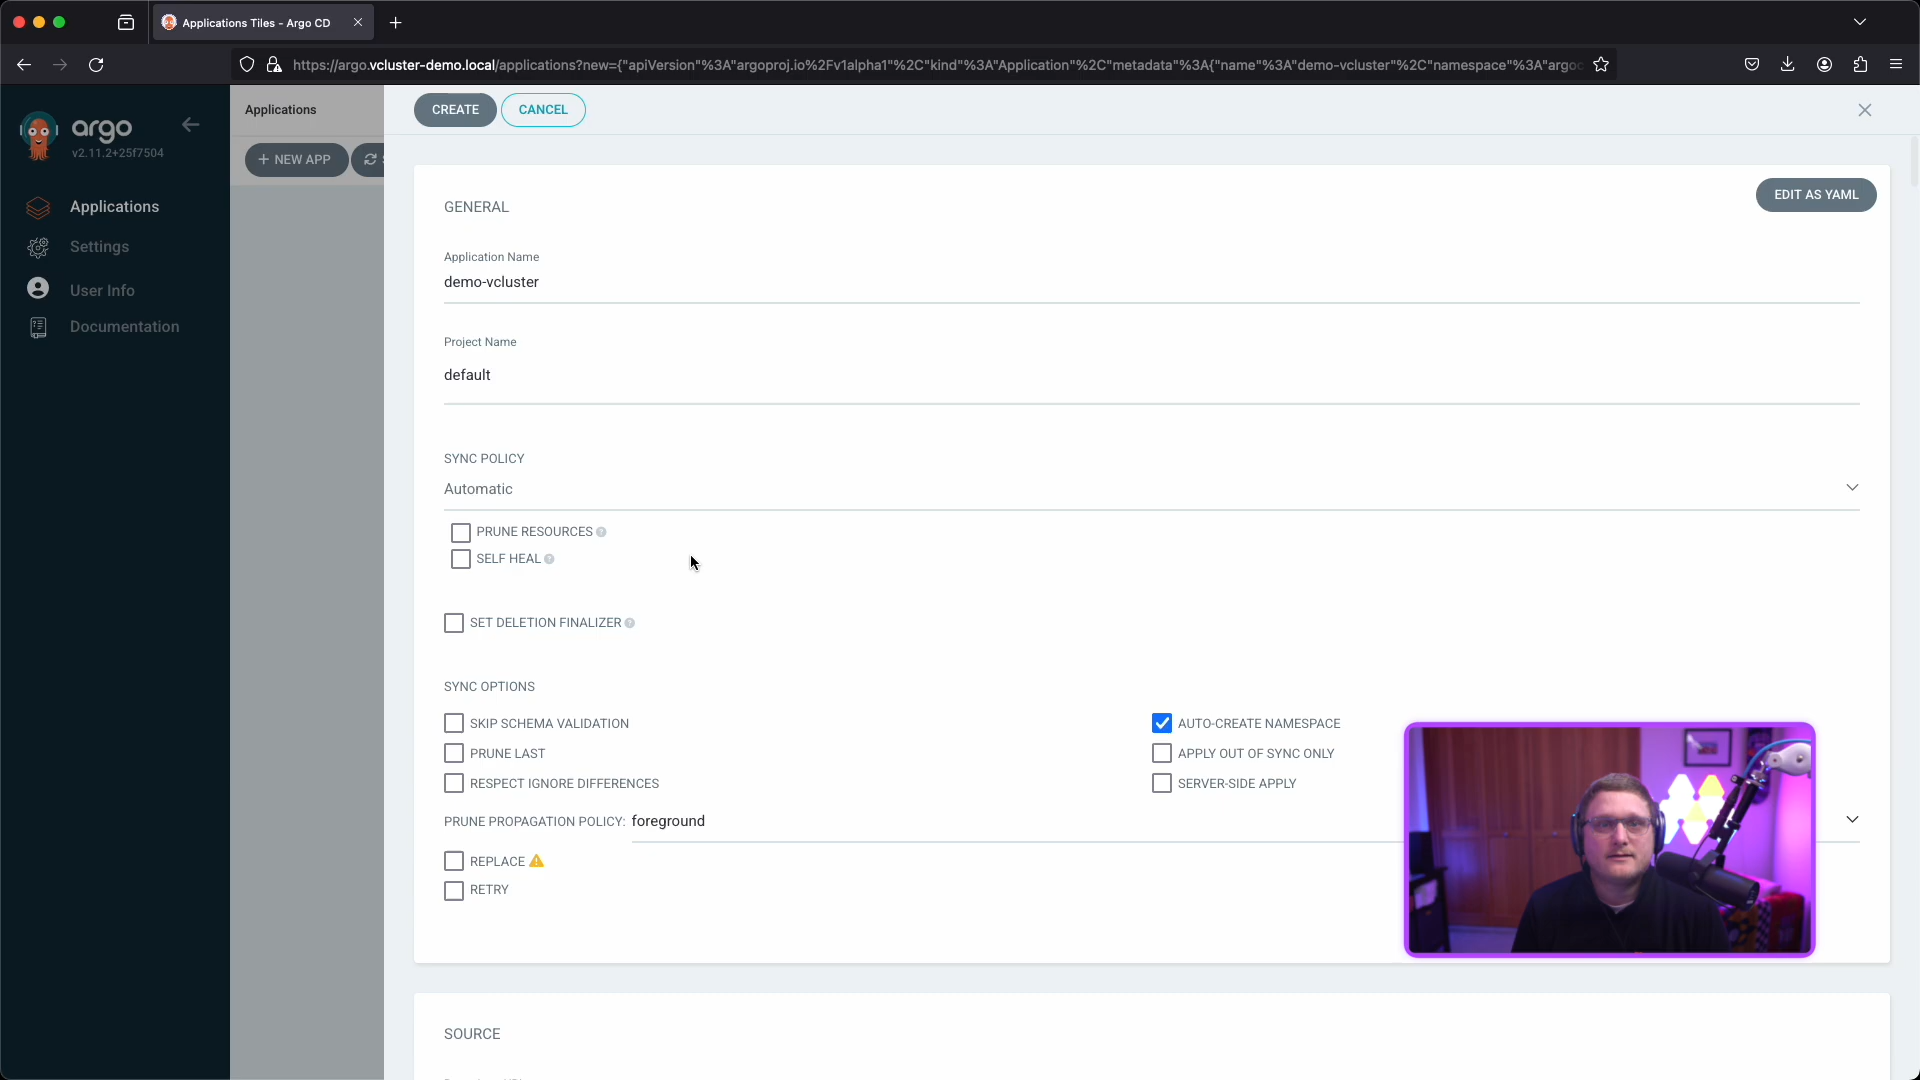 Applications Tiles - Argo CD
https://argo.vcluster-demo.local/applications?new={"apiVersion"%3A"argoproj.io%2Fv1alpha1"%2C"kind"%3A"Application"%2C"metadata"%3A{"name"%3A"demo-vcluster"%2C"namespace"%3A"argoc
argo
v2.11.2+25f7504
Applications
Settings
User Info
Documentation
Applications
NEW APP
CREATE
CANCEL
GENERAL
EDIT AS YAML
Application Name
demo-vcluster
Project Name
default
SYNC POLICY
Automatic
PRUNE RESOURCES
SELF HEAL
SET DELETION FINALIZER
SYNC OPTIONS
SKIP SCHEMA VALIDATION
AUTO-CREATE NAMESPACE
PRUNE LAST
APPLY OUT OF SYNC ONLY
RESPECT IGNORE DIFFERENCES
SERVER-SIDE APPLY
PRUNE PROPAGATION POLICY: foreground
REPLACE
RETRY
SOURCE